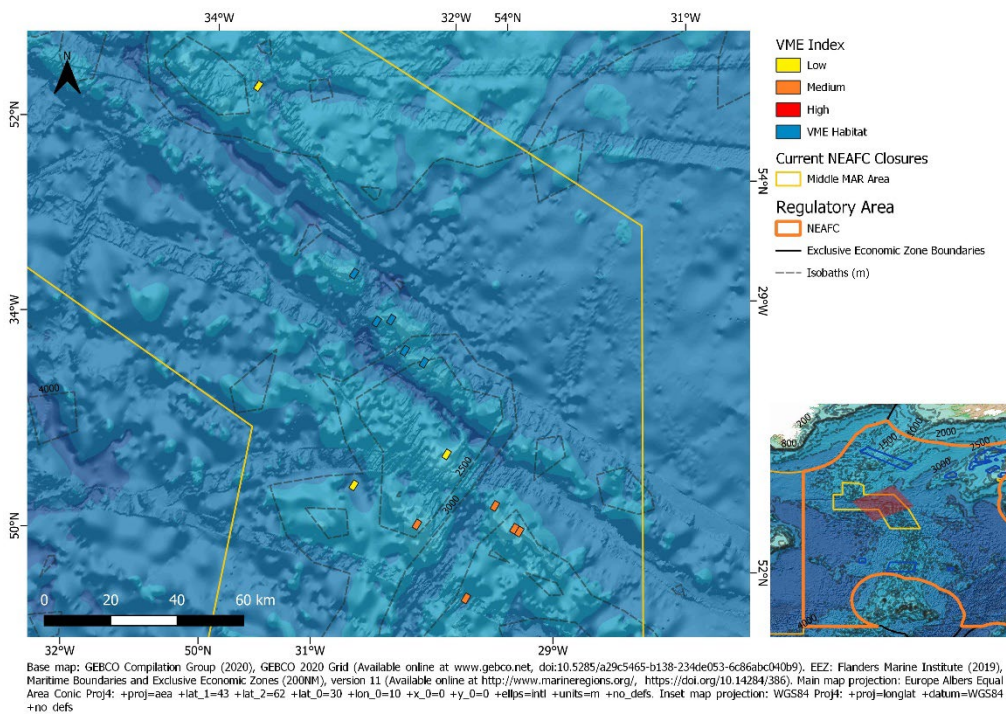 34°W
32°W
54°N
31°W
VME Index
Low
Medium
High
VME Habitat
Current NEAFC Closures
Middle MAR Area
Regulatory Area
NEAFC
Exclusive Economic Zone Boundaries
Isobaths (m)
N
52°N
54°N
34°W
29°W
4000
2500
3000
50°N
52°N
0 20 40 60 km
32°W
50°N
31°W
29°W
200
800
1500
1000
2000
2500
3000
4000
Base map: GEBCO Compilation Group (2020), GEBCO 2020 Grid (Available online at www.gebco.net, doi:10.5285/a29c5465-b138-234de053-6c86abc040b9). EEZ: Flanders Marine Institute (2019),
Maritime Boundaries and Exclusive Economic Zones (200NM), version 11 (Available online at http://www.marineregions.org/, https://doi.org/10.14284/386). Main map projection: Europe Albers Equal
Area Conic Proj4: +proj=aea +lat_1=43 +lat_2=62 +lat_0=30 +lon_0=10 +x_0=0 +y_0=0 +ellps=intl +units=m +no_defs. Inset map projection: WGS84 Proj4: +proj=longlat +datum=WGS84
+no defs